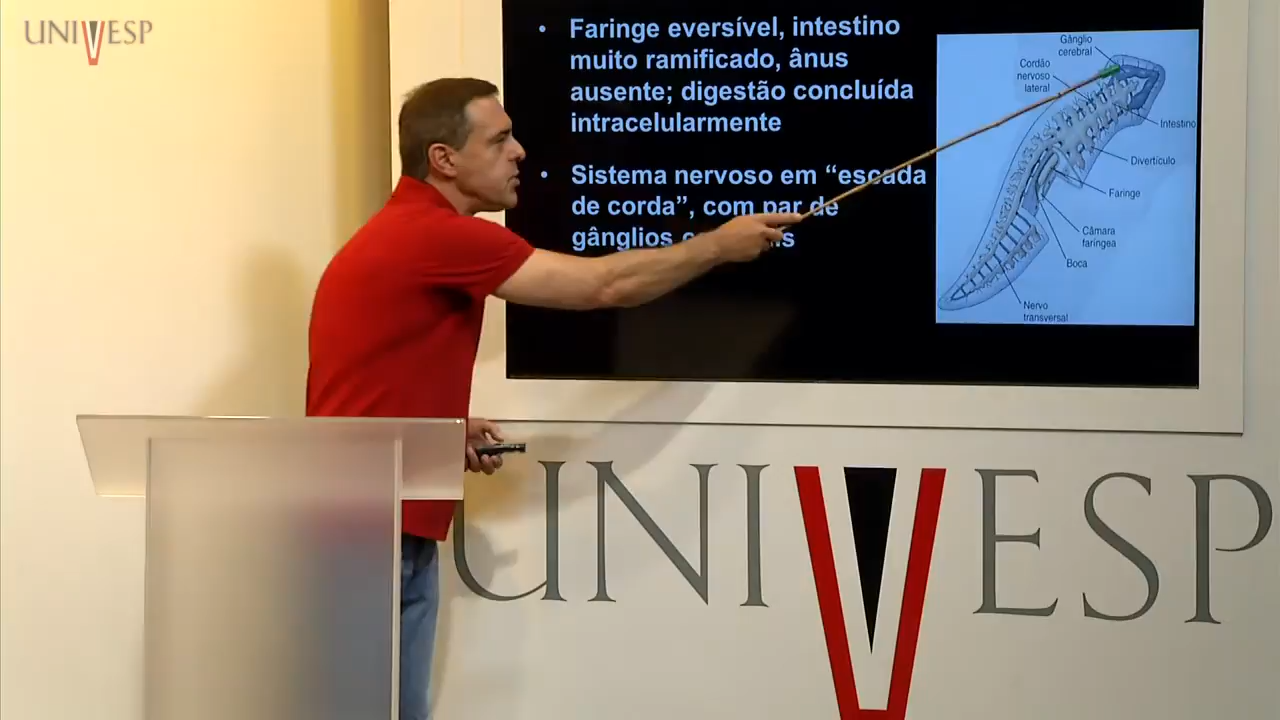 UNIVESP
• Faringe eversível, intestino
muito ramificado, ânus
ausente; digestão concluída
intracelularmente
• Sistema nervoso em “escada
de corda”, com par de
gânglios
Gânglio
cerebral
Cordão
nervoso
lateral
Intestino
Divertículo
Faringe
Câmara
faríngea
Boca
Nervo
transversal
UNIVESP